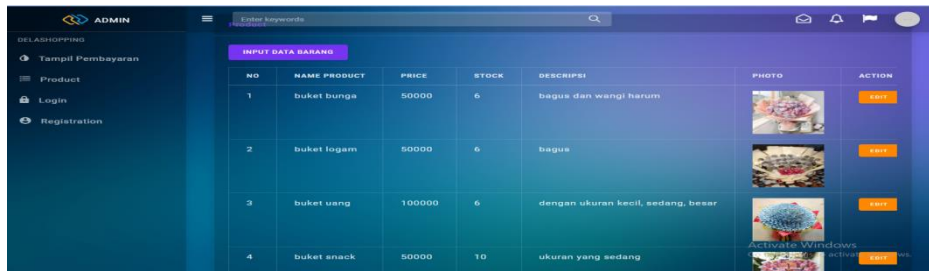 ADMIN
Enter keywords
Product
DELASHOPPING
Tampil Pembayaran
Product
Login
Registration
INPUT DATA BARANG
NO NAME PRODUCT PRICE STOCK DESCRIPSI PHOTO ACTION
1 buket bunga 50000 6 bagus dan wangi harum EDIT
2 buket logam 50000 6 bagus EDIT
3 buket uang 100000 6 dengan ukuran kecil, sedang, besar EDIT
4 buket snack 50000 10 ukuran yang sedang EDIT
Activate Windows